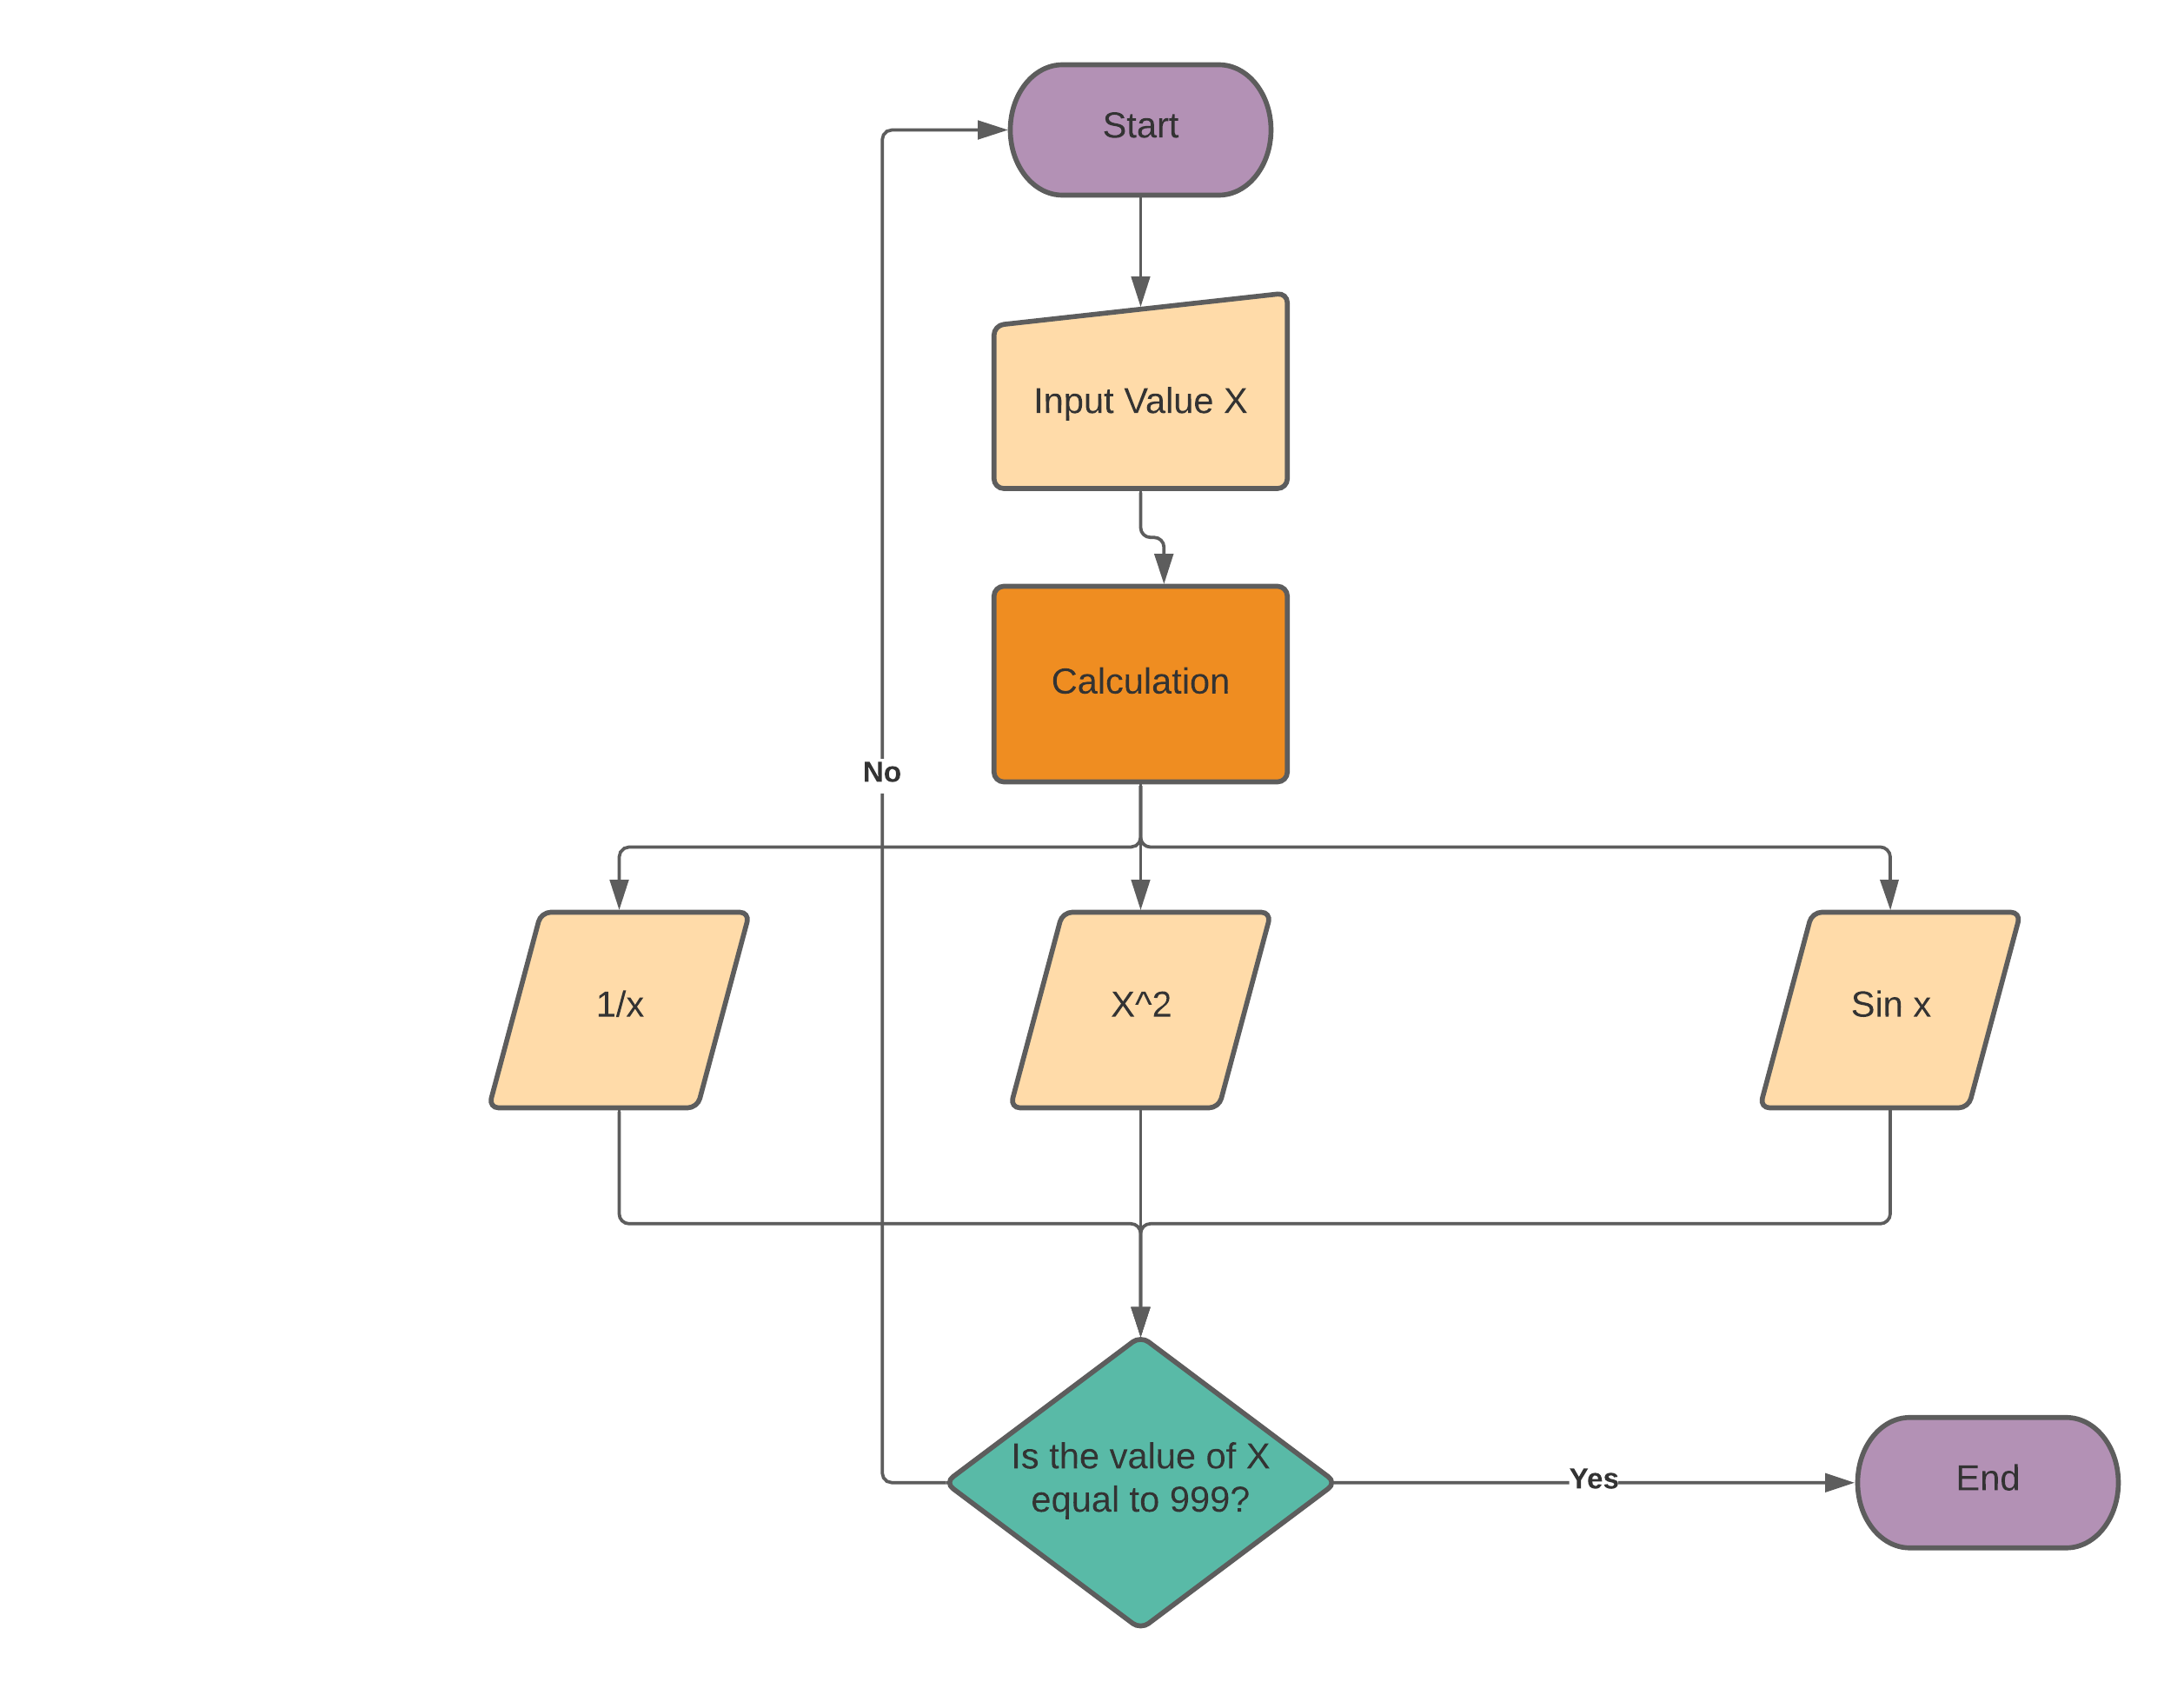 Start
Input Value X
Calculation
No
1/x
X^2
Sin x
Is the value of X
equal to 999?
Yes
End